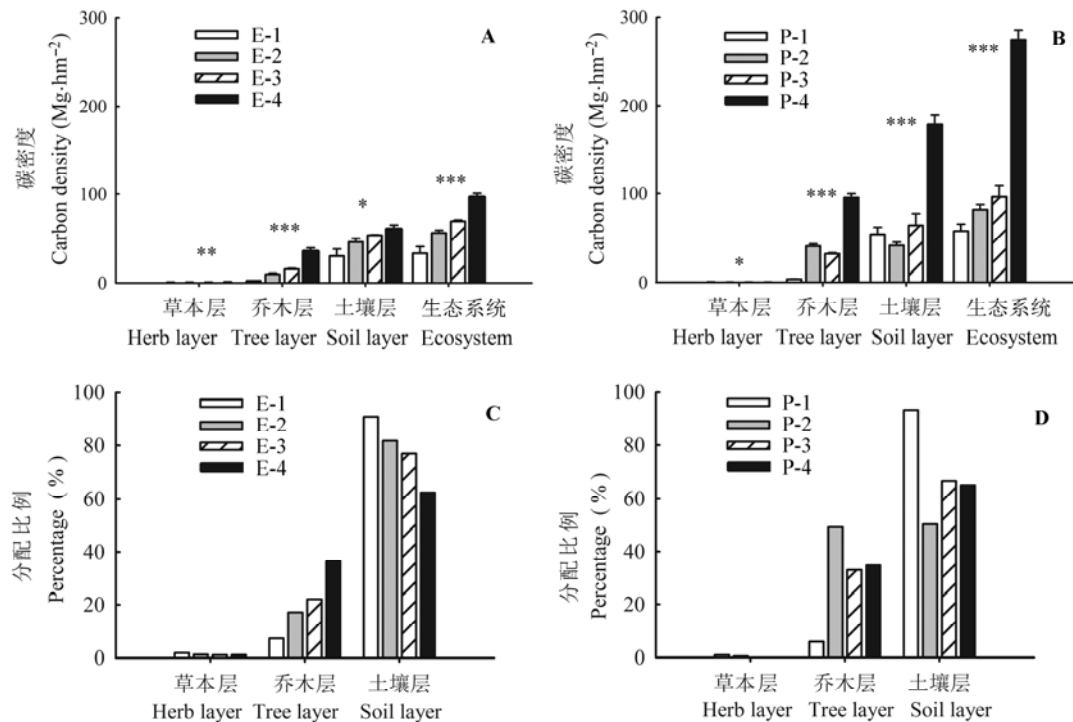 A
E-1
E-2
E-3
E-4
300
200
100
0
碳密度
Carbon density (Mg·hm⁻²)
**
***
*
***
草本层 乔木层 土壤层 生态系统
Herb layer Tree layer Soil layer Ecosystem
B
P-1
P-2
P-3
P-4
300
200
100
0
碳密度
Carbon density (Mg·hm⁻²)
*
***
***
***
草本层 乔木层 土壤层 生态系统
Herb layer Tree layer Soil layer Ecosystem
C
E-1
E-2
E-3
E-4
100
80
60
40
20
0
分配比例
Percentage (%)
草本层 乔木层 土壤层
Herb layer Tree layer Soil layer
D
P-1
P-2
P-3
P-4
100
80
60
40
20
0
分配比例
Percentage (%)
草本层 乔木层 土壤层
Herb layer Tree layer Soil layer